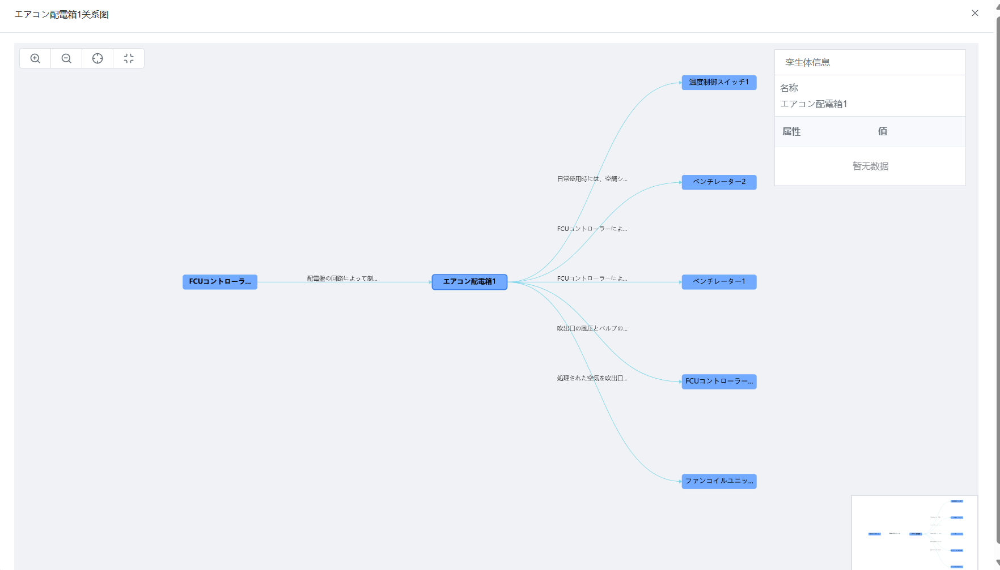 エアコン配電箱1关系图
孪生体信息
名称
エアコン配電箱1
属性 值
暂无数据
温度制御スイッチ1
日常使用時には、空調シ...
ベンチレーター2
FCUコントローラーによ...
FCUコントローラ...
配電盤の回路によって制...
エアコン配電箱1
FCUコントローラーによ...
ベンチレーター1
吹出口の風圧とバルブの...
処理された空気を吹出口...
FCUコントローラー...
ファンコイルユニッ...